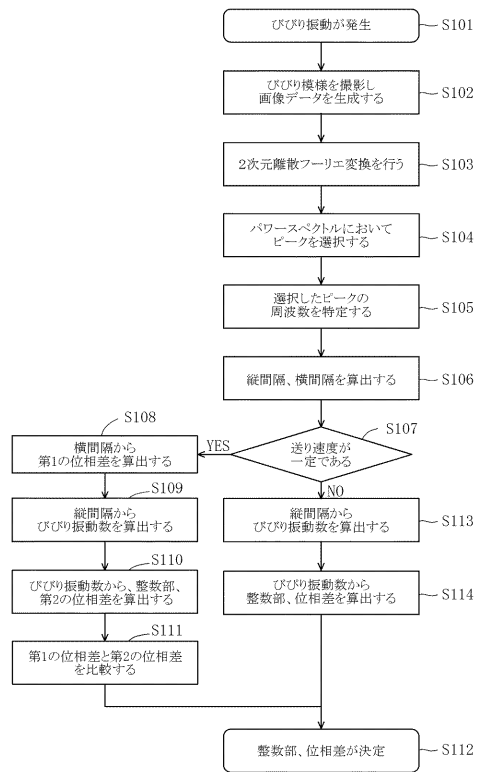 びびり振動が発生
S101
びびり模様を撮影し
画像データを生成する
S102
2次元離散フーリエ変換を行う
S103
パワースペクトルにおいて
ピークを選択する
S104
選択したピークの
周波数を特定する
S105
縦間隔、横間隔を算出する
S106
送り速度が
一定である
S107
YES
NO
S108
横間隔から
第1の位相差を算出する
S109
縦間隔から
びびり振動数を算出する
S110
びびり振動数から、整数部、
第2の位相差を算出する
S111
第1の位相差と第2の位相差
を比較する
縦間隔から
びびり振動数を算出する
S113
びびり振動数から
整数部、位相差を算出する
S114
整数部、位相差が決定
S112